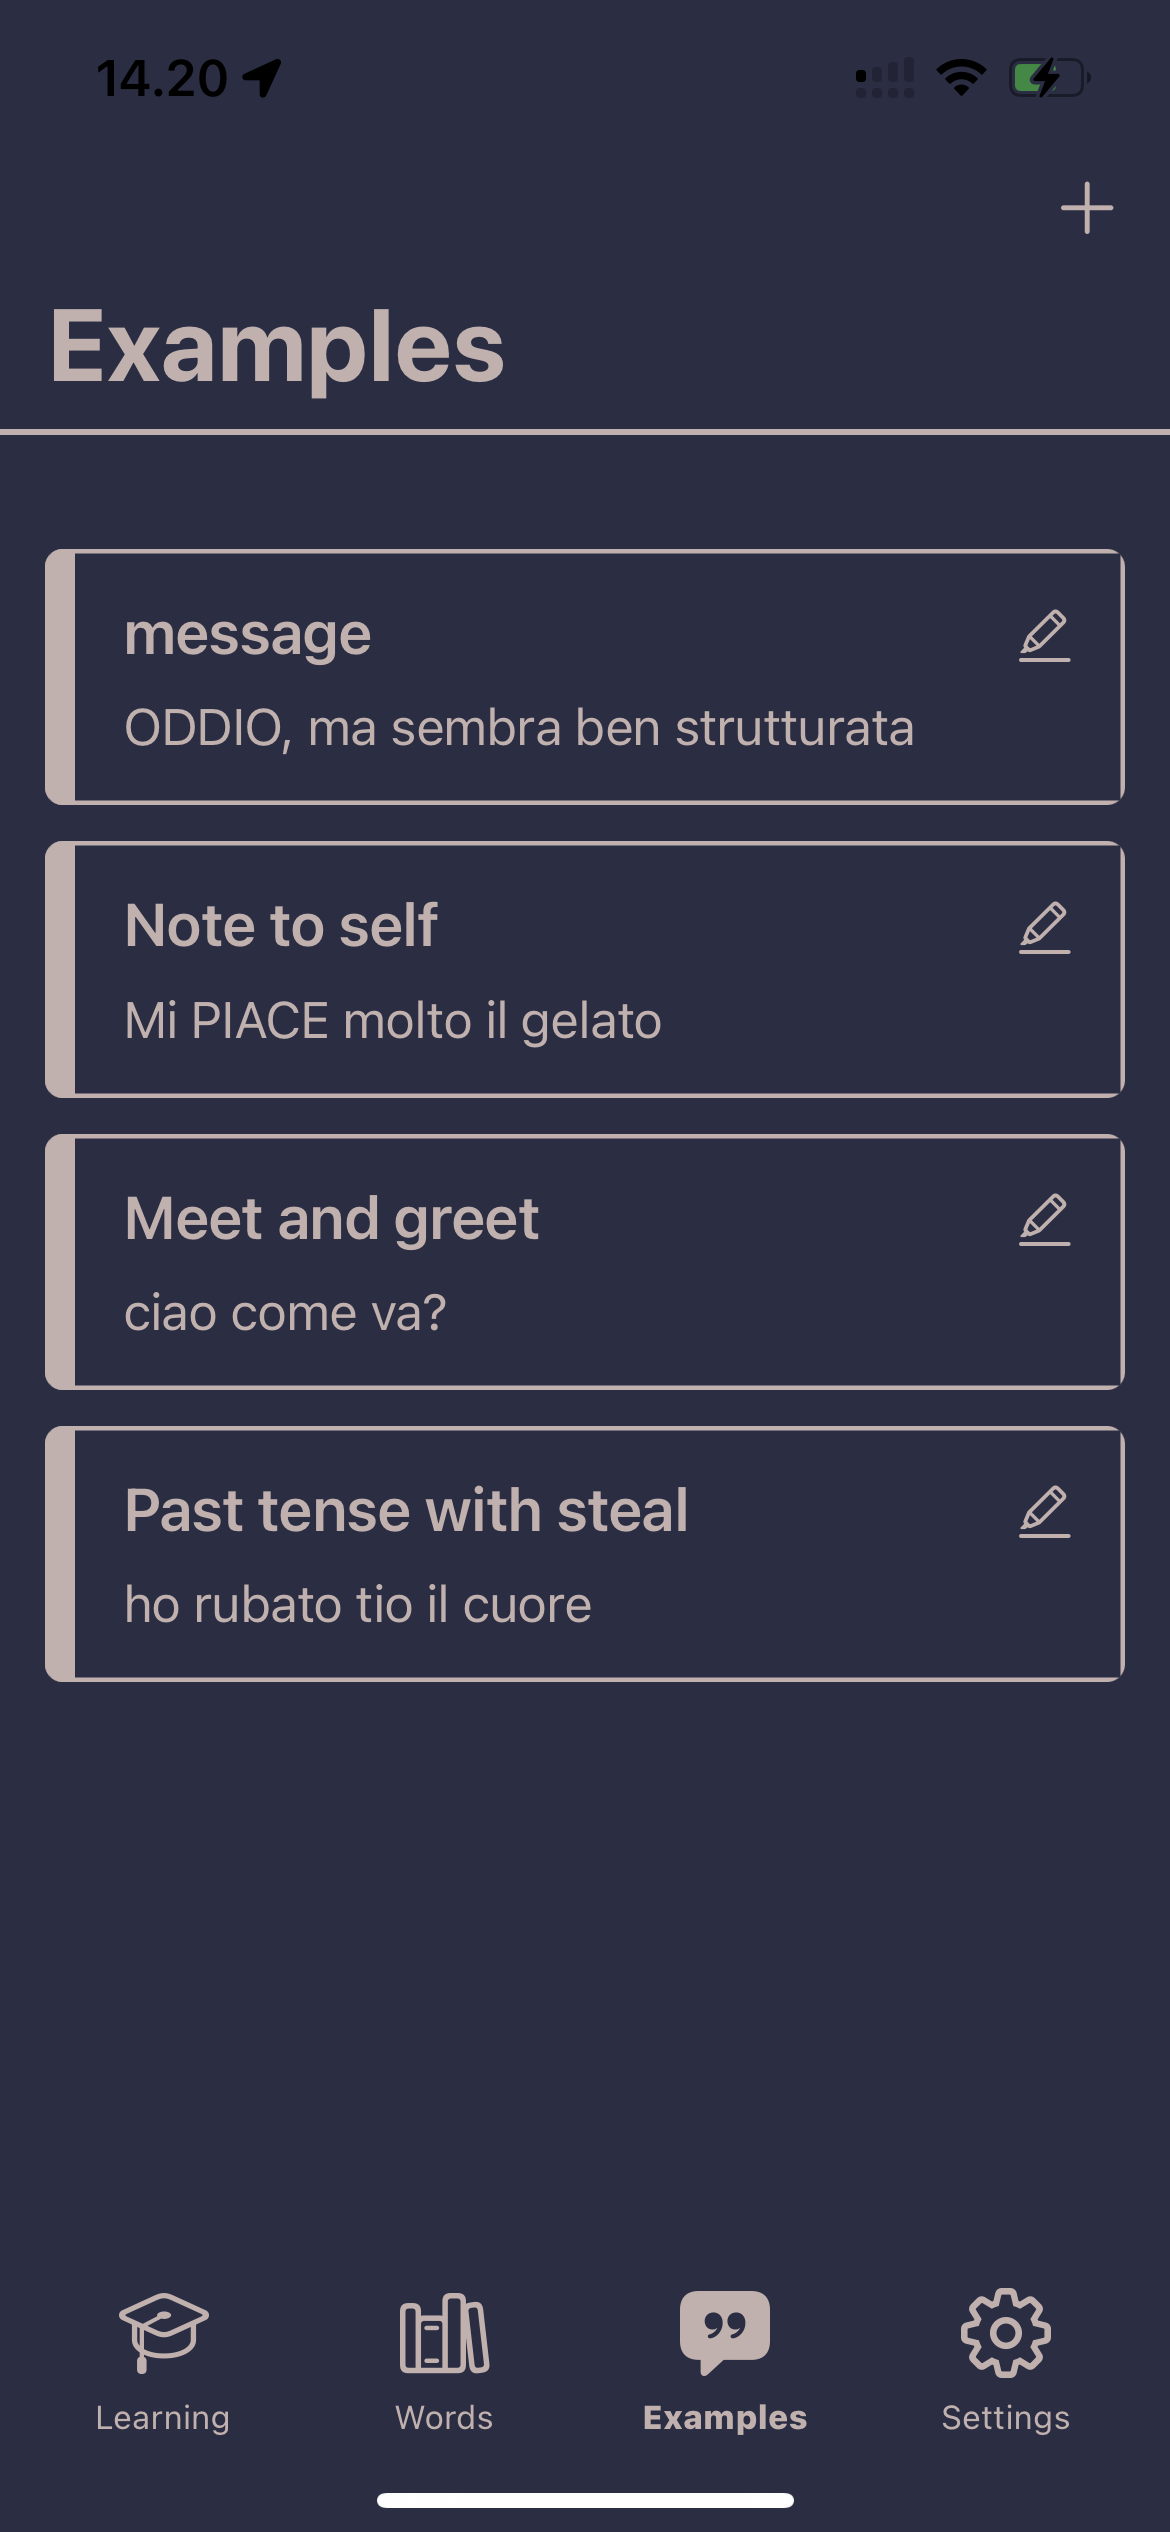 14.20
Examples
message
ODDIO, ma sembra ben strutturata
Note to self
Mi PIACE molto il gelato
Meet and greet
ciao come va?
Past tense with steal
ho rubato tio il cuore
Learning
Words
Examples
Settings